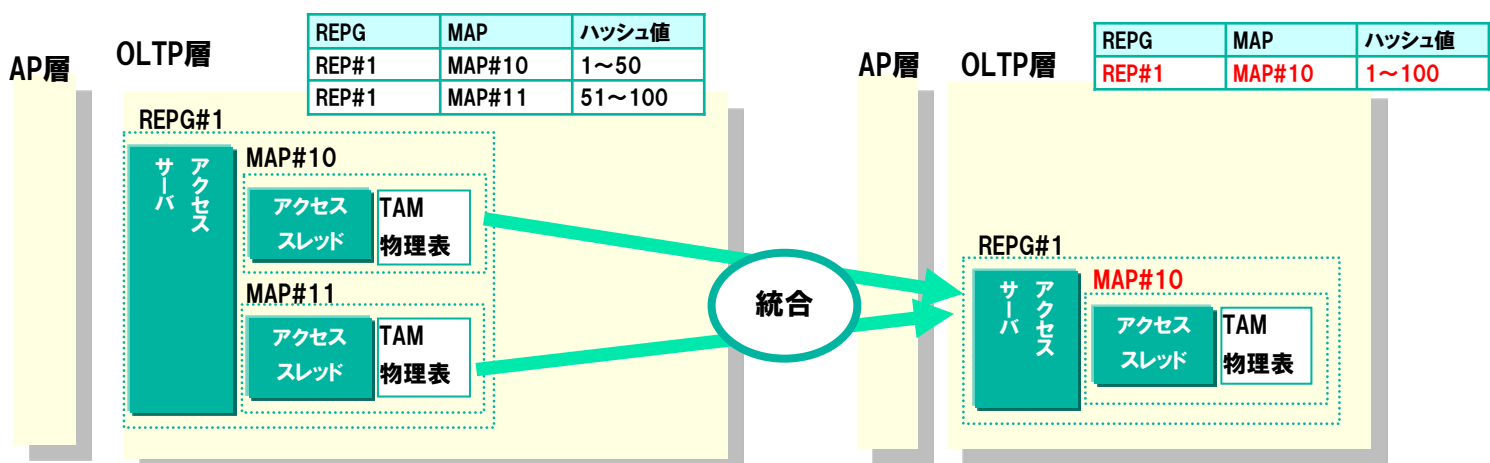 AP層
OLTP層
REPG MAP ハッシュ値
REP#1 MAP#10 1～50
REP#1 MAP#11 51～100
REPG#1
アクセス
サーバ
MAP#10
アクセス
スレッド
TAM
物理表
MAP#11
アクセス
スレッド
TAM
物理表
統合
AP層
OLTP層
REPG MAP ハッシュ値
REP#1 MAP#10 1～100
REPG#1
アクセス
サーバ
MAP#10
アクセス
スレッド
TAM
物理表